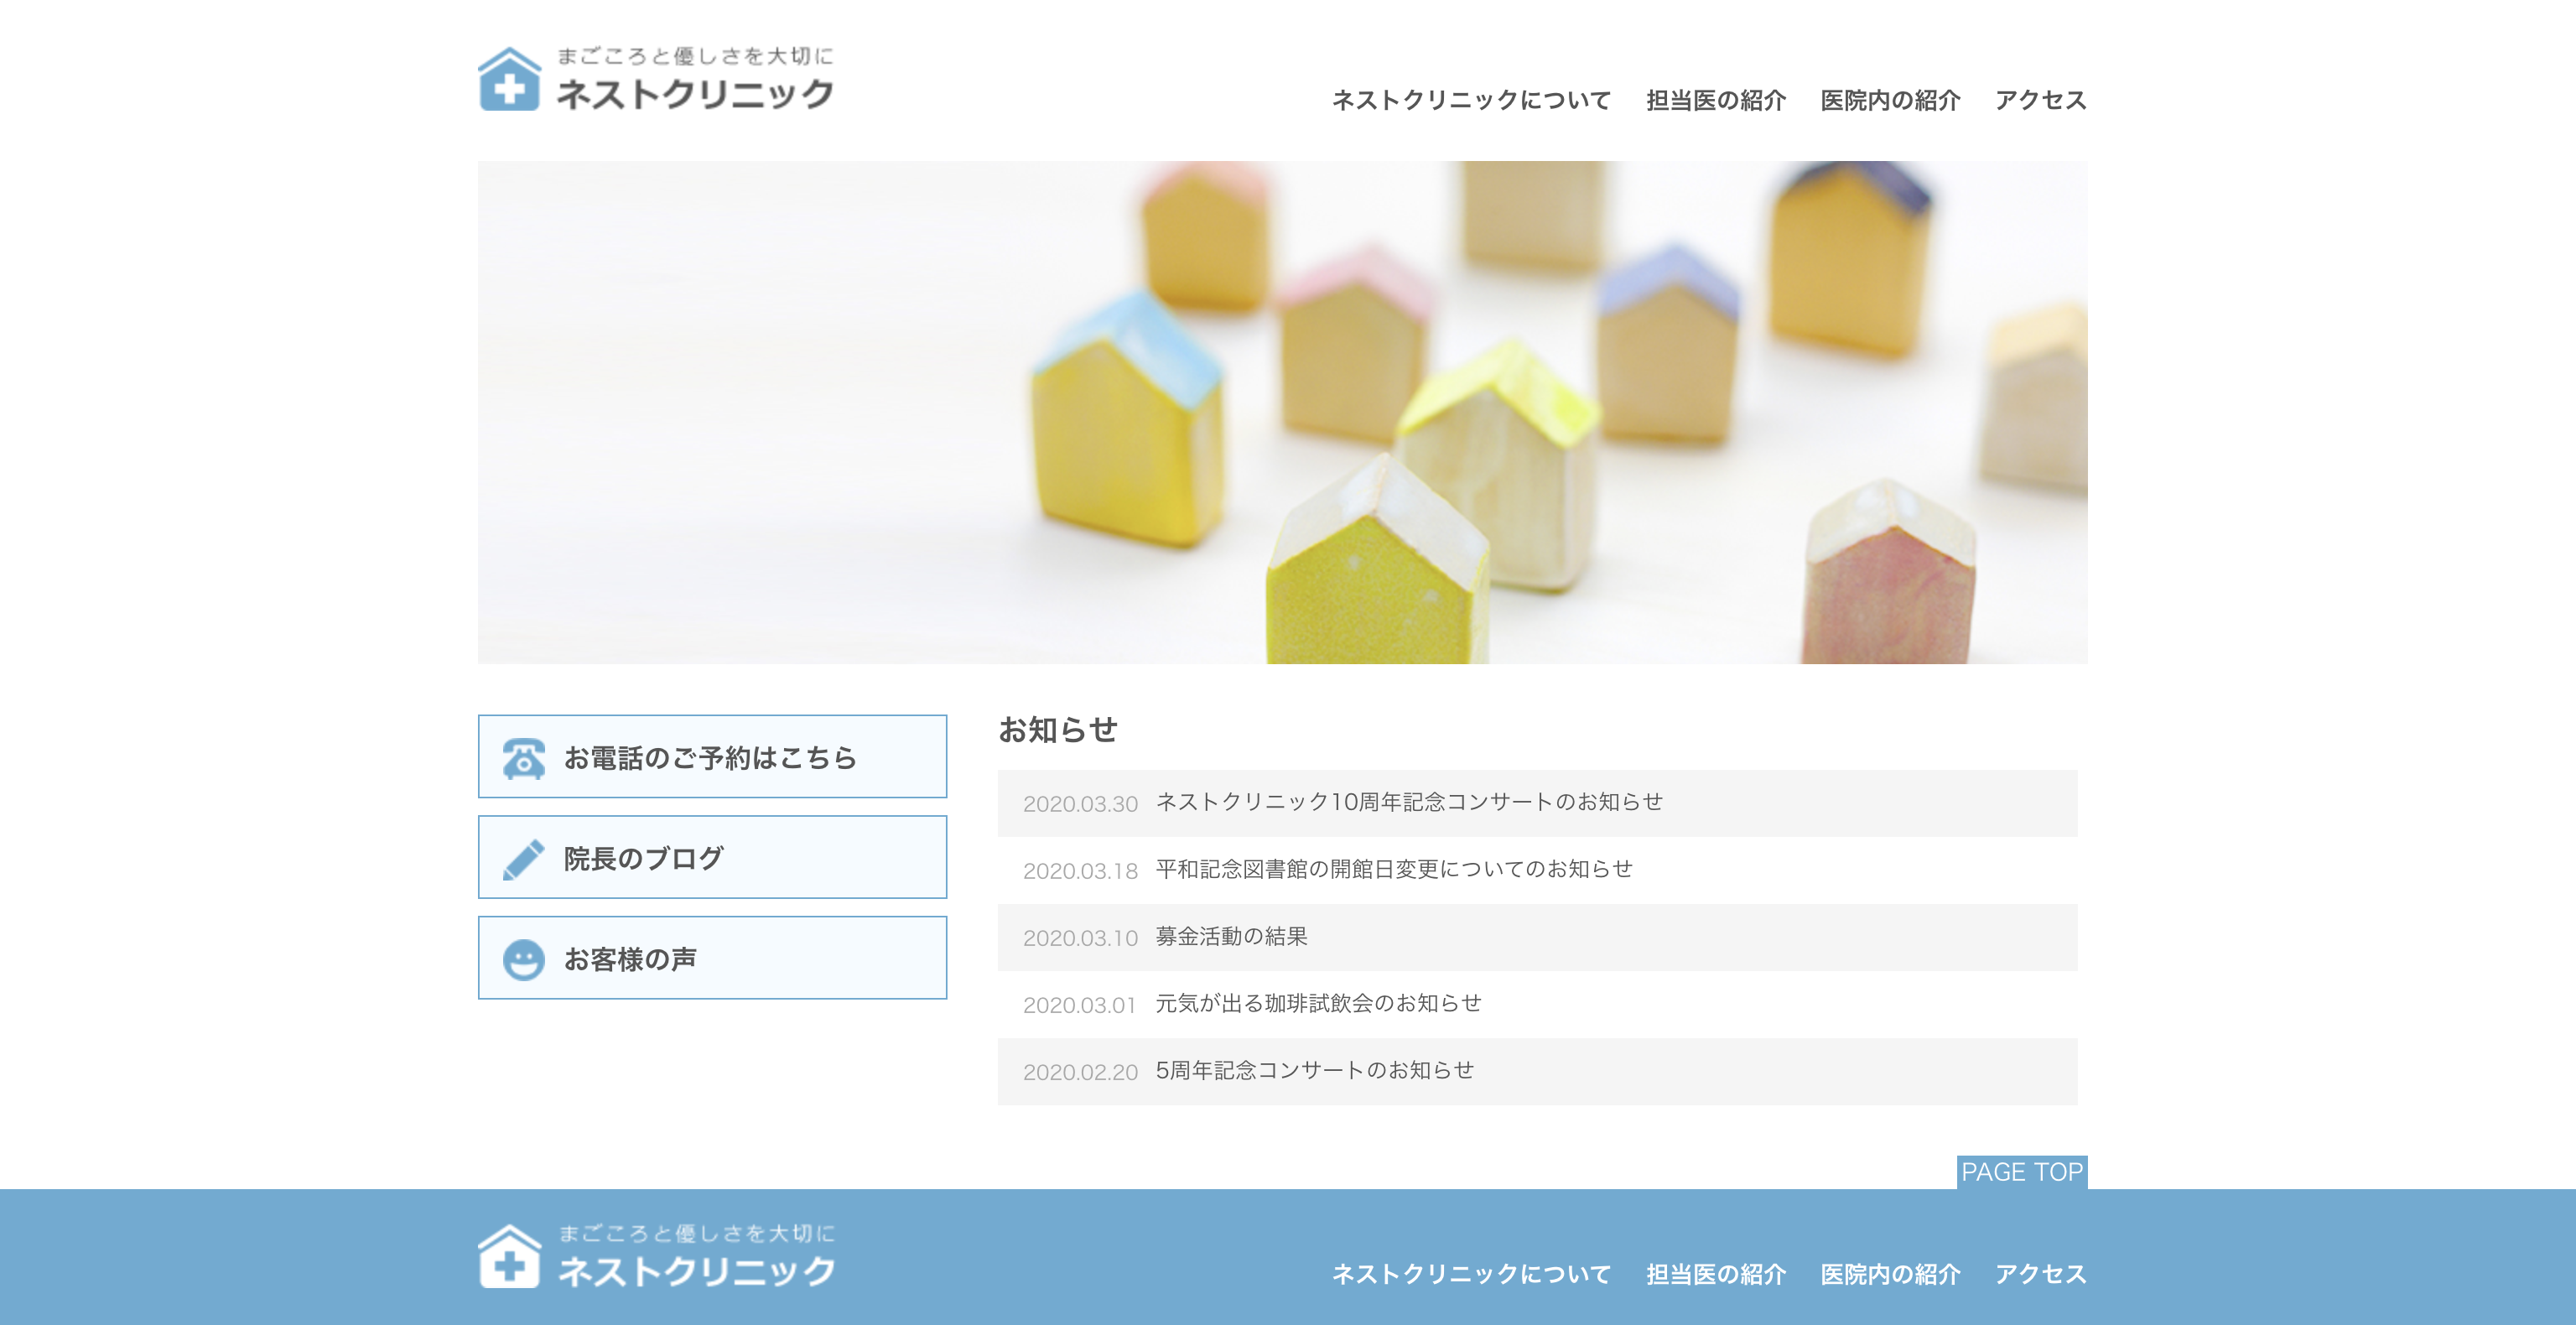 まごころと優しさを大切に
ネストクリニック
ネストクリニックについて 担当医の紹介 医院内の紹介 アクセス
お電話のご予約はこちら
院長のブログ
お客様の声
お知らせ
2020.03.30 ネストクリニック10周年記念コンサートのお知らせ
2020.03.18 平和記念図書館の開館日変更についてのお知らせ
2020.03.10 募金活動の結果
2020.03.01 元気が出る珈琲試飲会のお知らせ
2020.02.20 5周年記念コンサートのお知らせ
PAGE TOP
まごころと優しさを大切に
ネストクリニック
ネストクリニックについて 担当医の紹介 医院内の紹介 アクセス